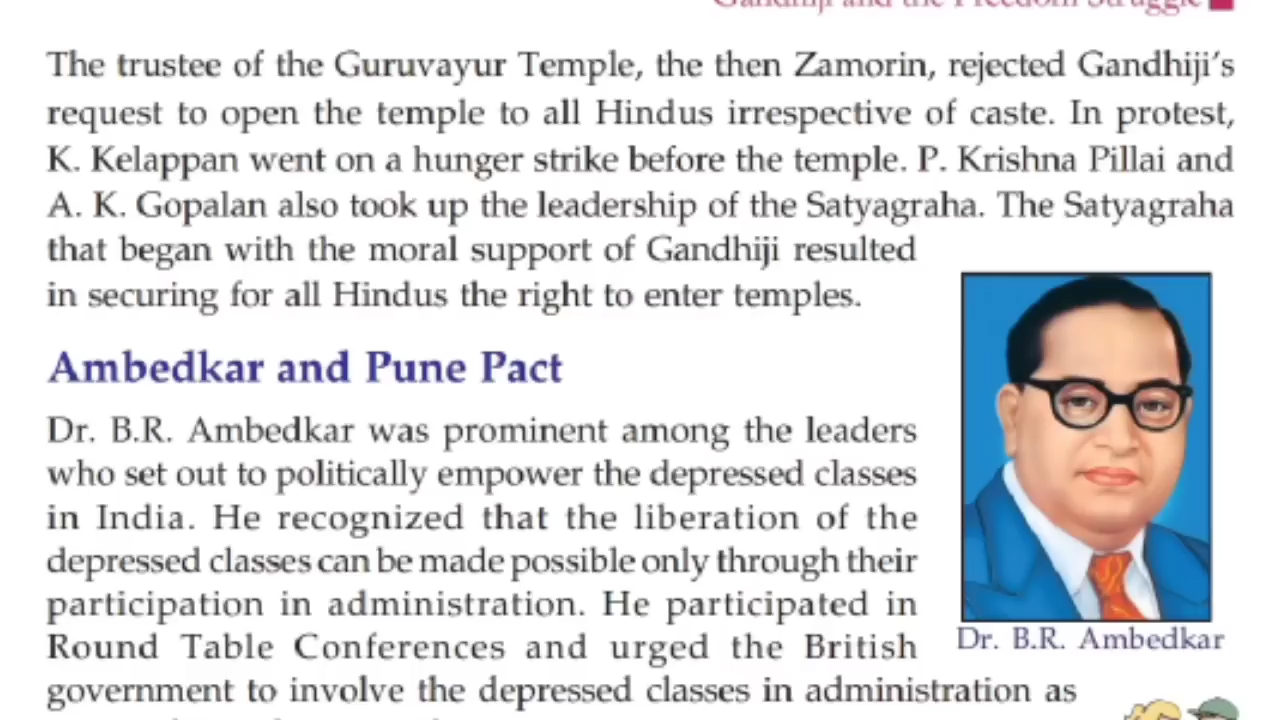 Gandhiji and the Freedom Struggle
The trustee of the Guruvayur Temple, the then Zamorin, rejected Gandhiji's
request to open the temple to all Hindus irrespective of caste. In protest,
K. Kelappan went on a hunger strike before the temple. P. Krishna Pillai and
A. K. Gopalan also took up the leadership of the Satyagraha. The Satyagraha
that began with the moral support of Gandhiji resulted
in securing for all Hindus the right to enter temples.
Ambedkar and Pune Pact
Dr. B.R. Ambedkar was prominent among the leaders
who set out to politically empower the depressed classes
in India. He recognized that the liberation of the
depressed classes can be made possible only through their
participation in administration. He participated in
Round Table Conferences and urged the British
government to involve the depressed classes in administration as
Dr. B.R. Ambedkar